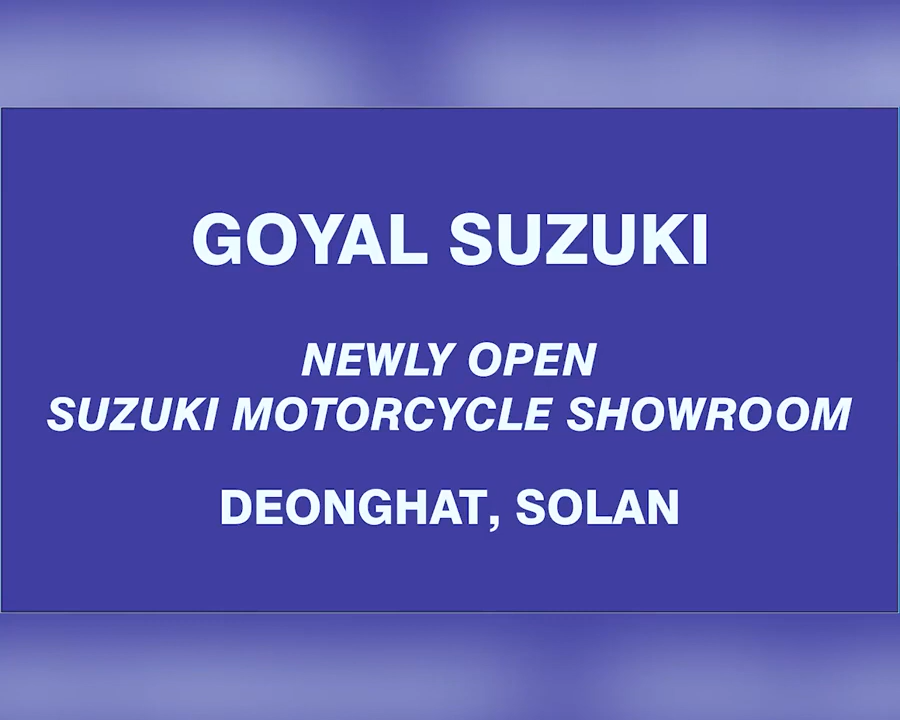 GOYAL SUZUKI
NEWLY OPEN
SUZUKI MOTORCYCLE SHOWROOM
DEONGHAT, SOLAN